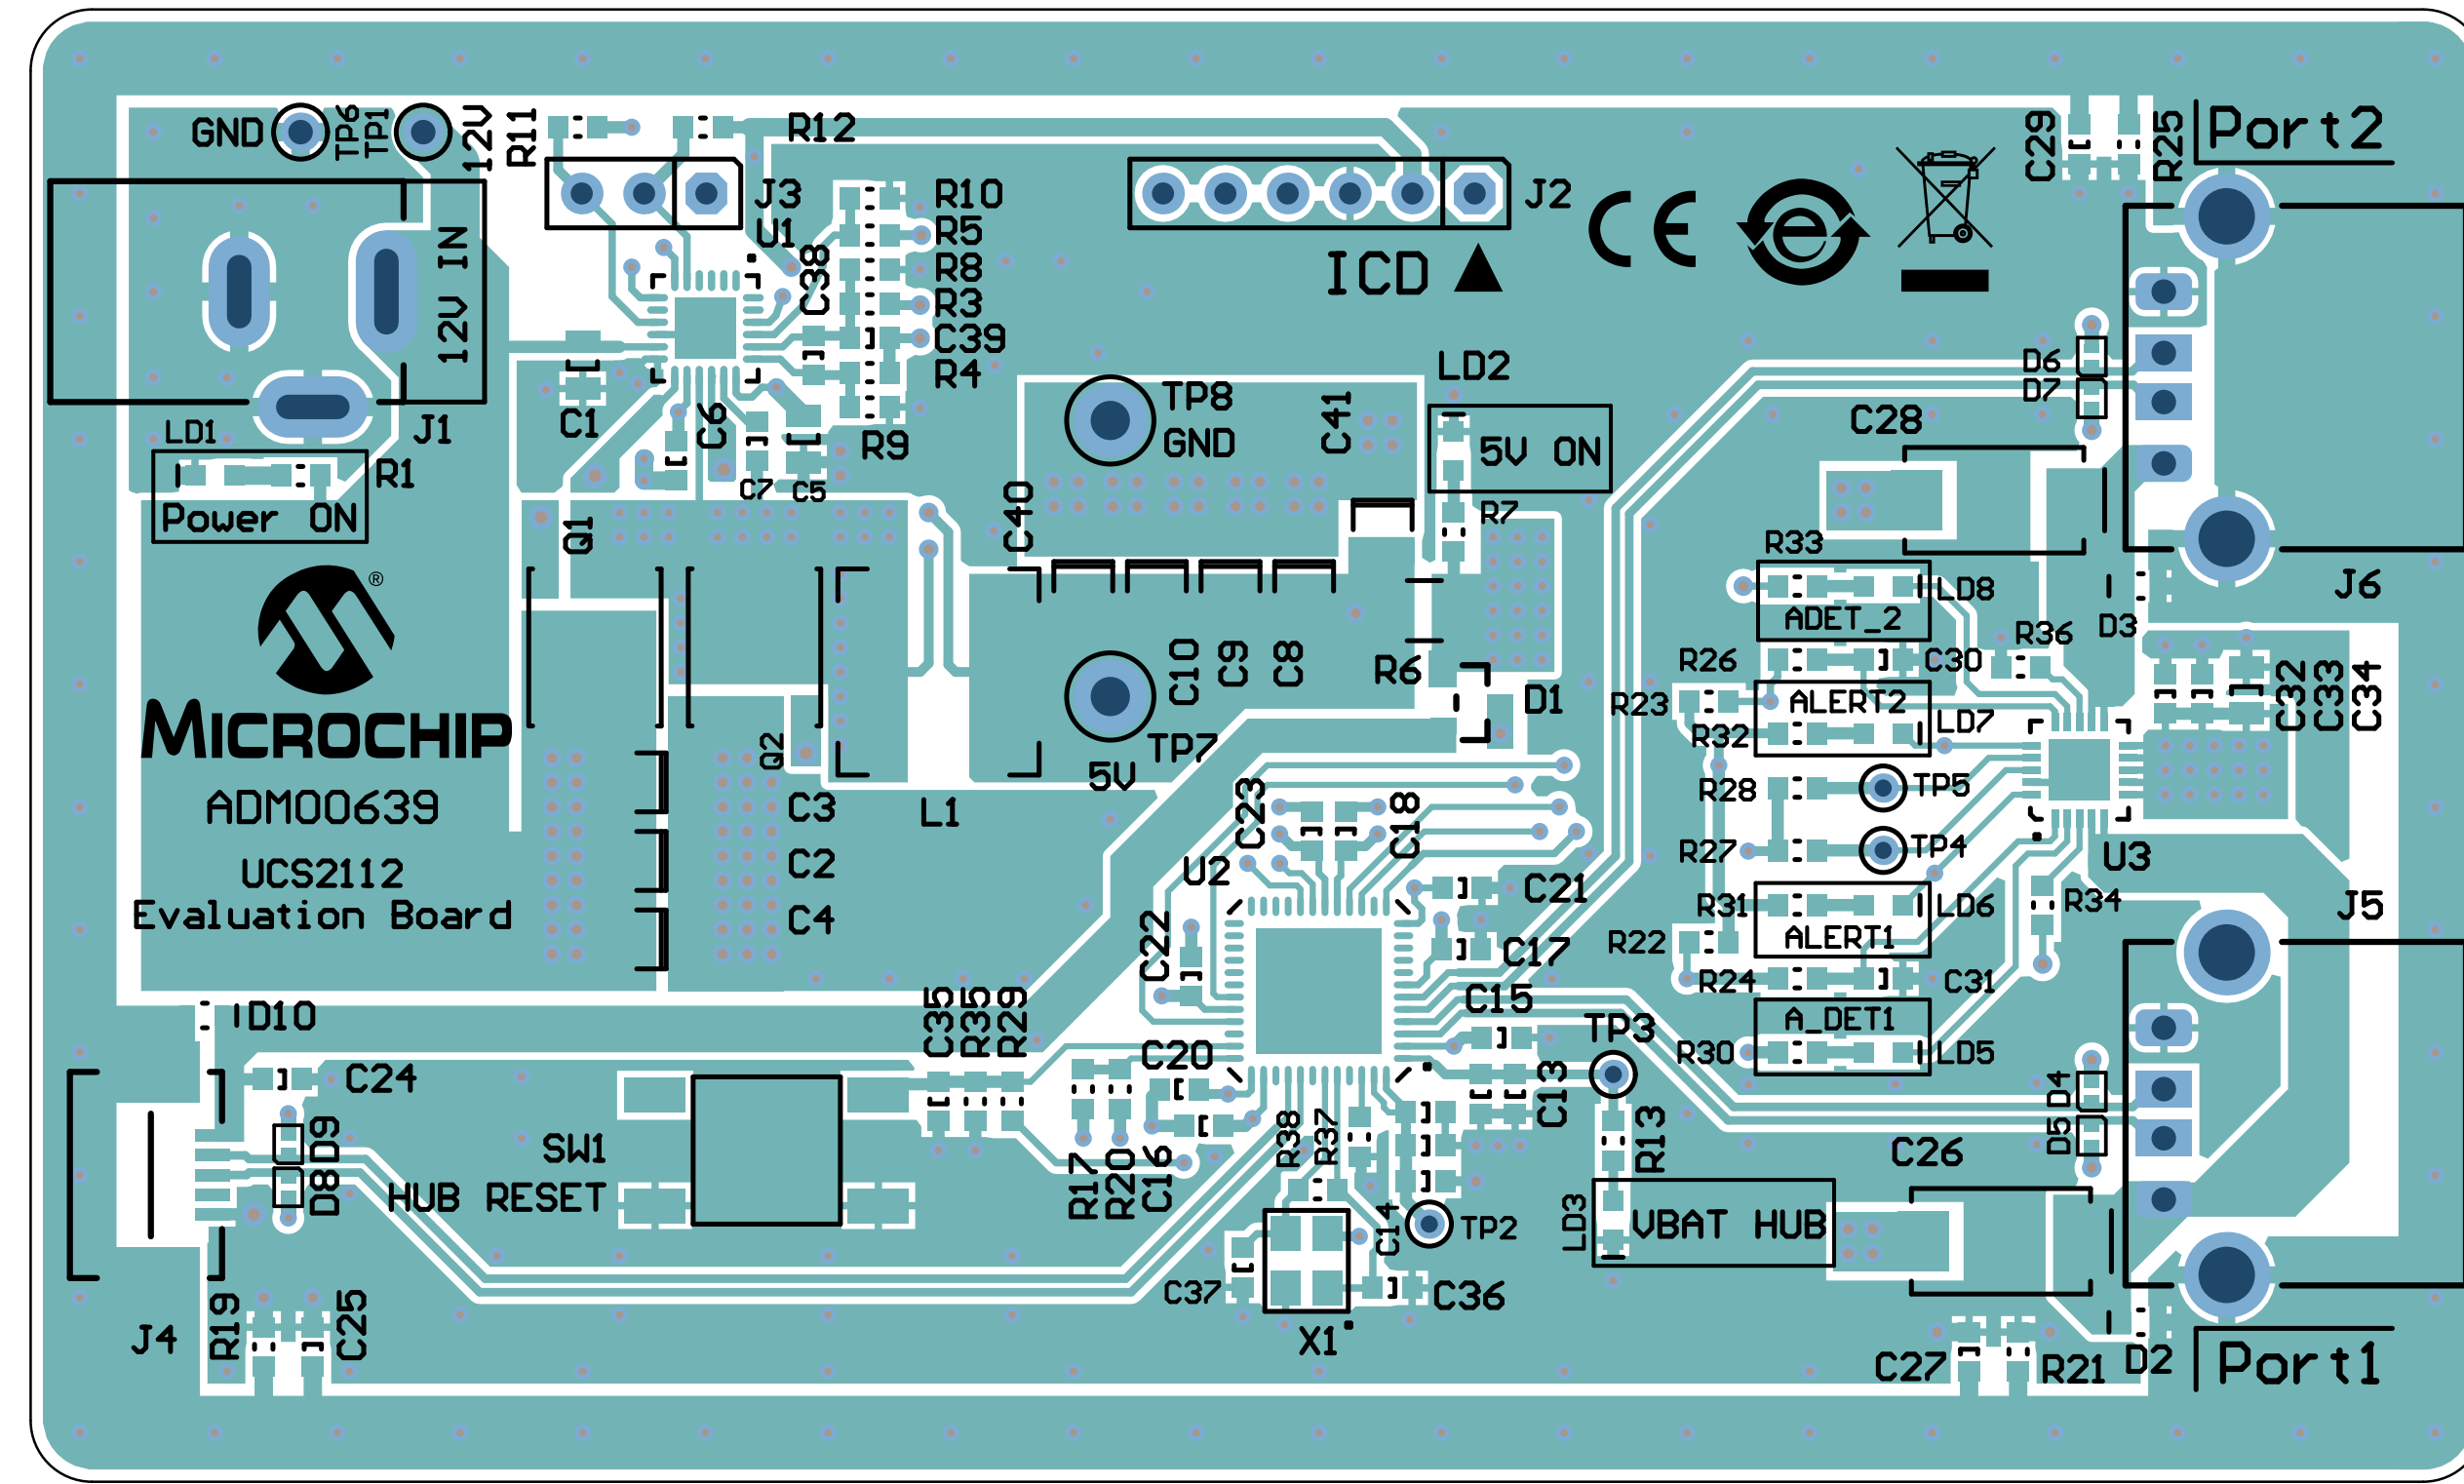 GND
TP6
TP1
12V
R11
R12
C29
R25
Port2
J3
U1
R10
R5
R8
R3
C39
R4
R9
C38
J2
ICD
CE
e
12V IN
J1
LD1
R1
Power ON
C1
C6
C7
C5
TP8
GND
C41
LD2
5V ON
R7
D6
D7
C28
J6
Q1
C40
R33
LD8
ADET_2
R36
D3
R26
C30
R23
ALERT2
LD7
R32
C32
C33
C34
®
MICROCHIP
ADM00639
UCS2112
Evaluation Board
Q2
C3
C2
C4
L1
C10
C9
C8
TP7
5V
R6
D1
R28
TP5
R27
TP4
U3
C23
C18
U2
C21
C22
C17
C15
R31
LD6
ALERT1
R22
R24
C31
R34
J5
A_DET1
R30
LD5
D10
C24
D9
D8
C35
R35
R29
C20
TP3
C13
R13
D4
D5
C26
SW1
HUB RESET
R17
R20
C16
R38
R37
C14
TP2
LD3
VBAT HUB
J4
R19
C25
C37
X1
C36
C27
R21
D2
Port1